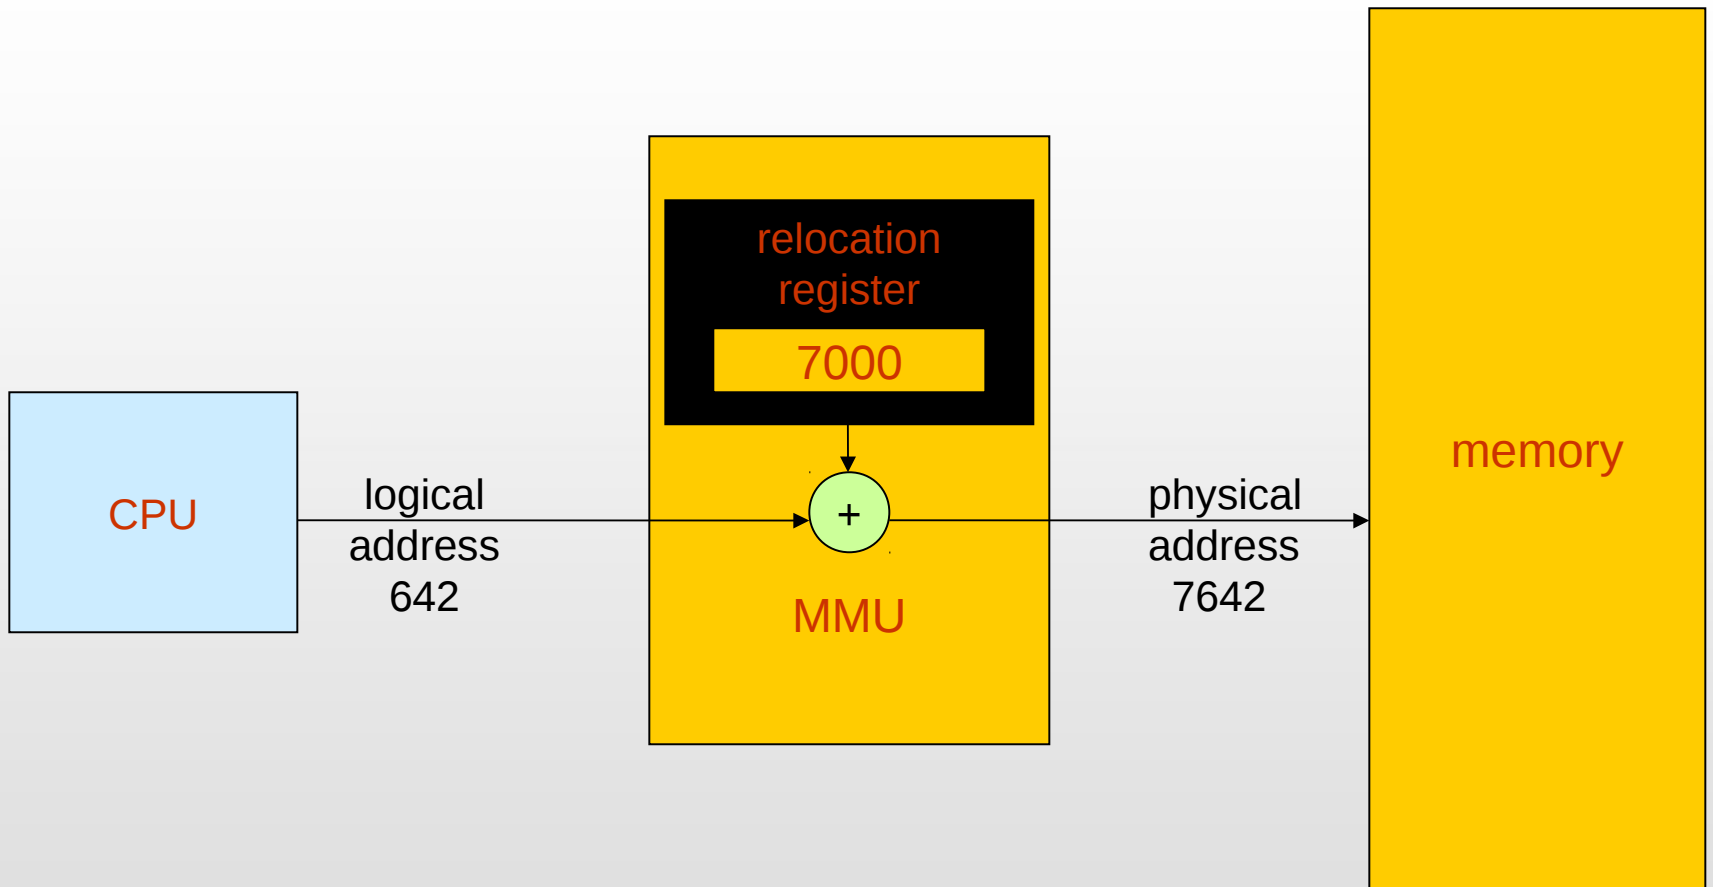 relocation
register
7000
CPU
logical
address
642
+
MMU
physical
address
7642
memory